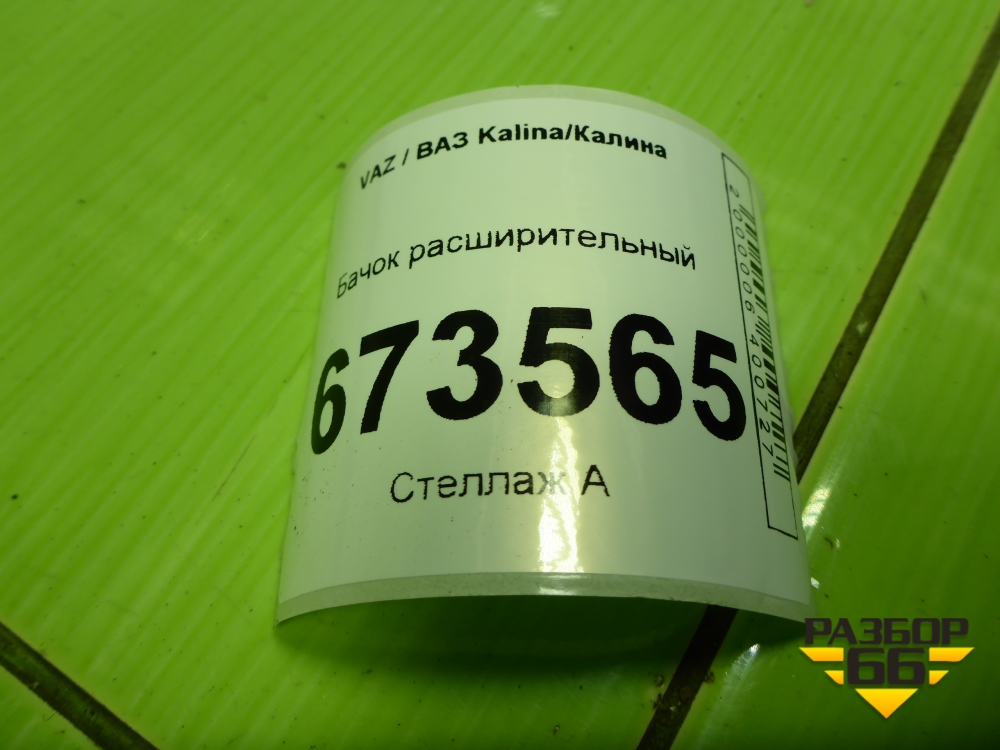 VAZ / ВАЗ Kalina/Калина
Бачок расширительный
673565
Стеллаж А
2000006400727
РАЗБОР
66